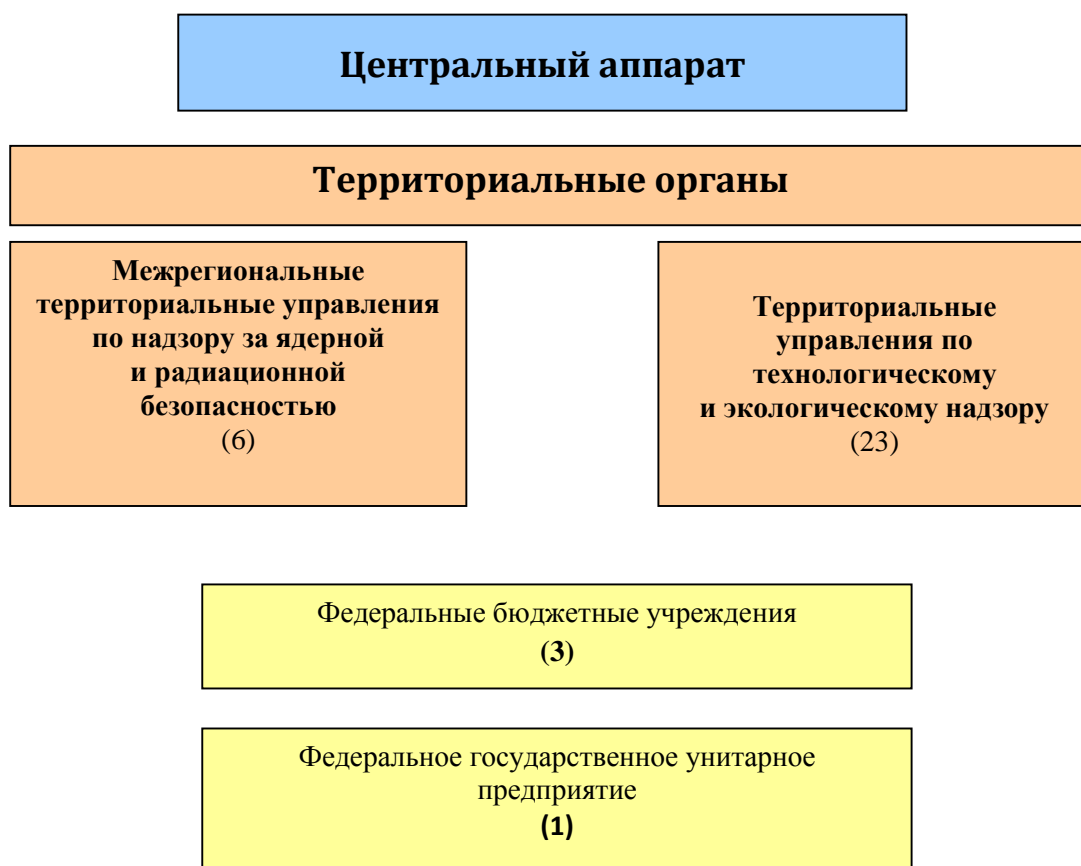 Центральный аппарат
Территориальные органы
Межрегиональные
территориальные управления
по надзору за ядерной
и радиационной
безопасностью
(6)
Территориальные
управления по
технологическому
и экологическому надзору
(23)
Федеральные бюджетные учреждения
(3)
Федеральное государственное унитарное
предприятие
(1)